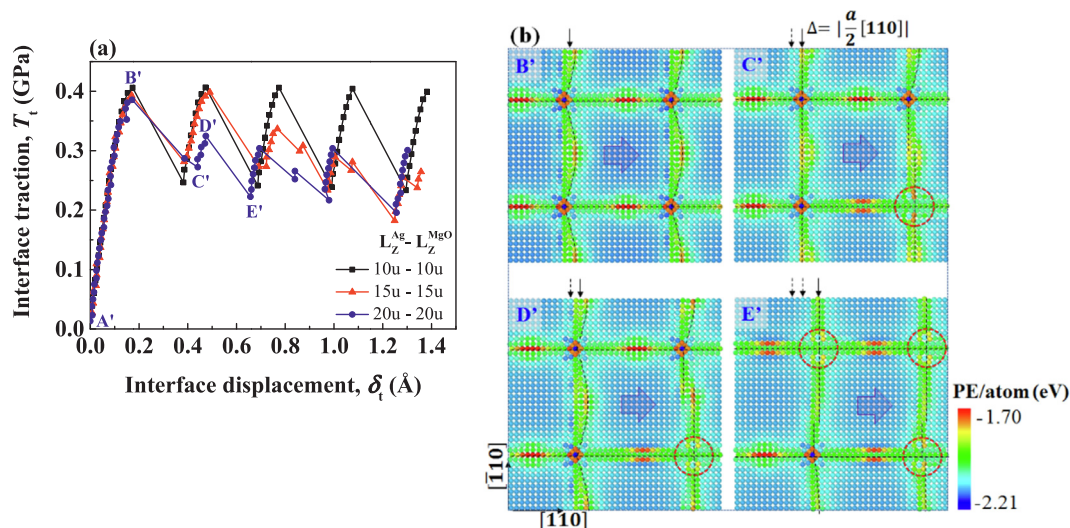 (a)
Interface traction, Tt (GPa)
0.4
0.3
0.2
0.1
0.0
B'
D'
C'
E'
A'
L_Z^Ag - L_Z^MgO
10u - 10u
15u - 15u
20u - 20u
0.0 0.2 0.4 0.6 0.8 1.0 1.2 1.4
Interface displacement, δt (Å)
(b)
Δ= |a/2[110]|
B'
C'
D'
E'
[1̄10]
[110]
PE/atom (eV)
-1.70
-2.21